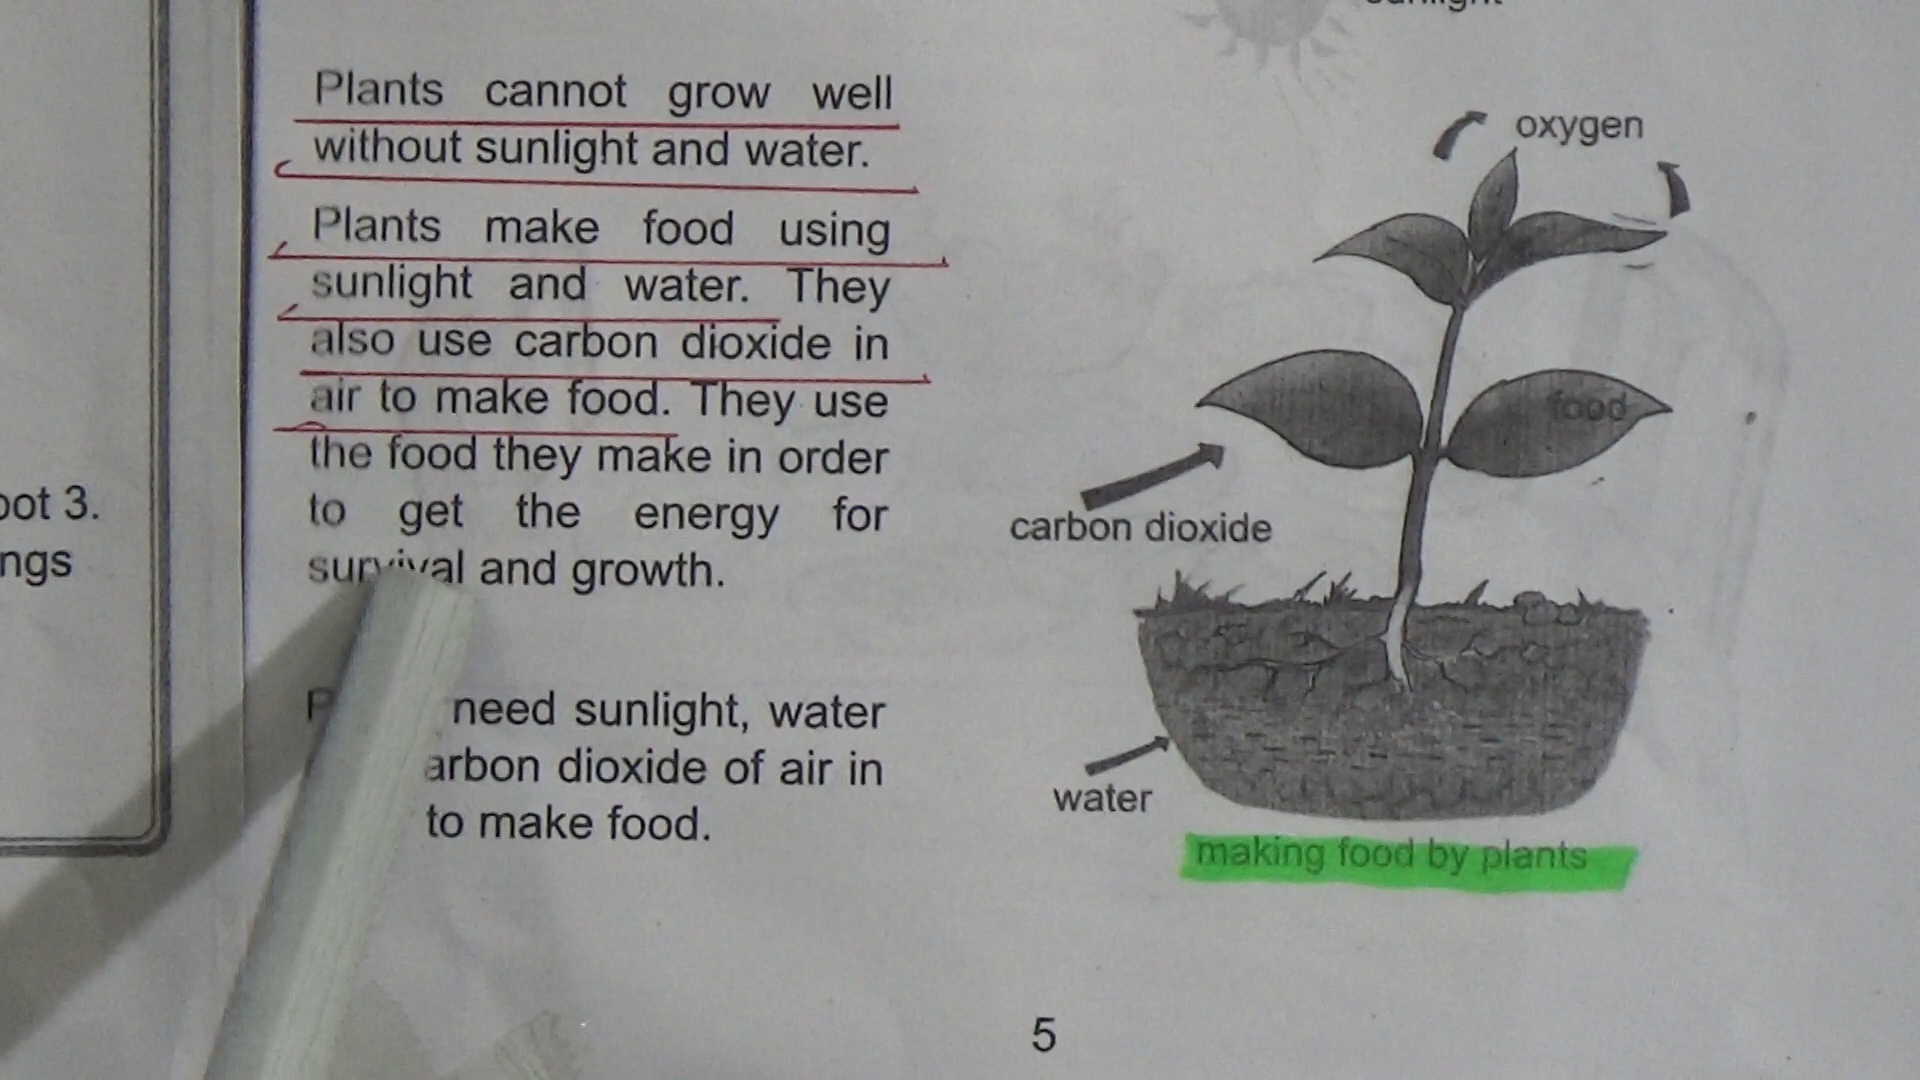 oot 3.
ngs
Plants cannot grow well
without sunlight and water.
Plants make food using
sunlight and water. They
also use carbon dioxide in
air to make food. They use
the food they make in order
to get the energy for
survival and growth.
need sunlight, water
arbon dioxide of air in
to make food.
sunlight
oxygen
food
carbon dioxide
water
making food by plants
5